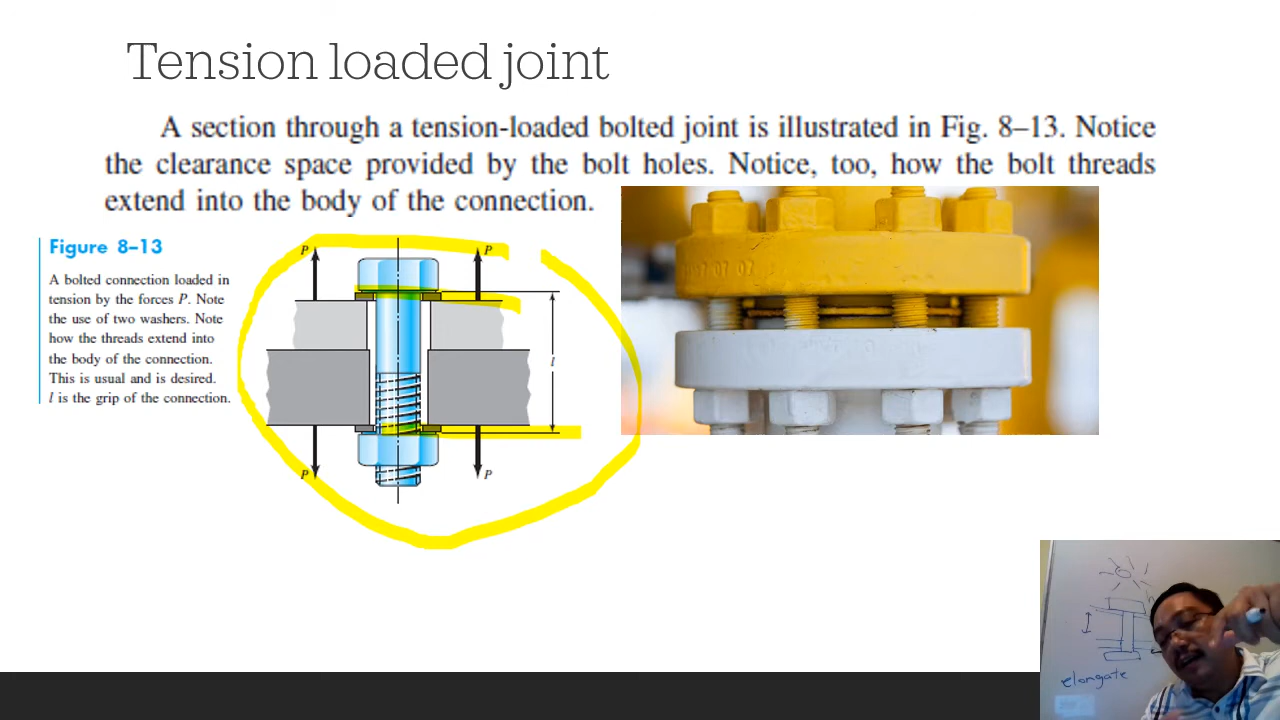 Tension loaded joint
A section through a tension-loaded bolted joint is illustrated in Fig. 8–13. Notice
the clearance space provided by the bolt holes. Notice, too, how the bolt threads
extend into the body of the connection.
Figure 8–13
A bolted connection loaded in
tension by the forces P. Note
the use of two washers. Note
how the threads extend into
the body of the connection.
This is usual and is desired.
l is the grip of the connection.
P
P
l
P
P
07 07
elongate